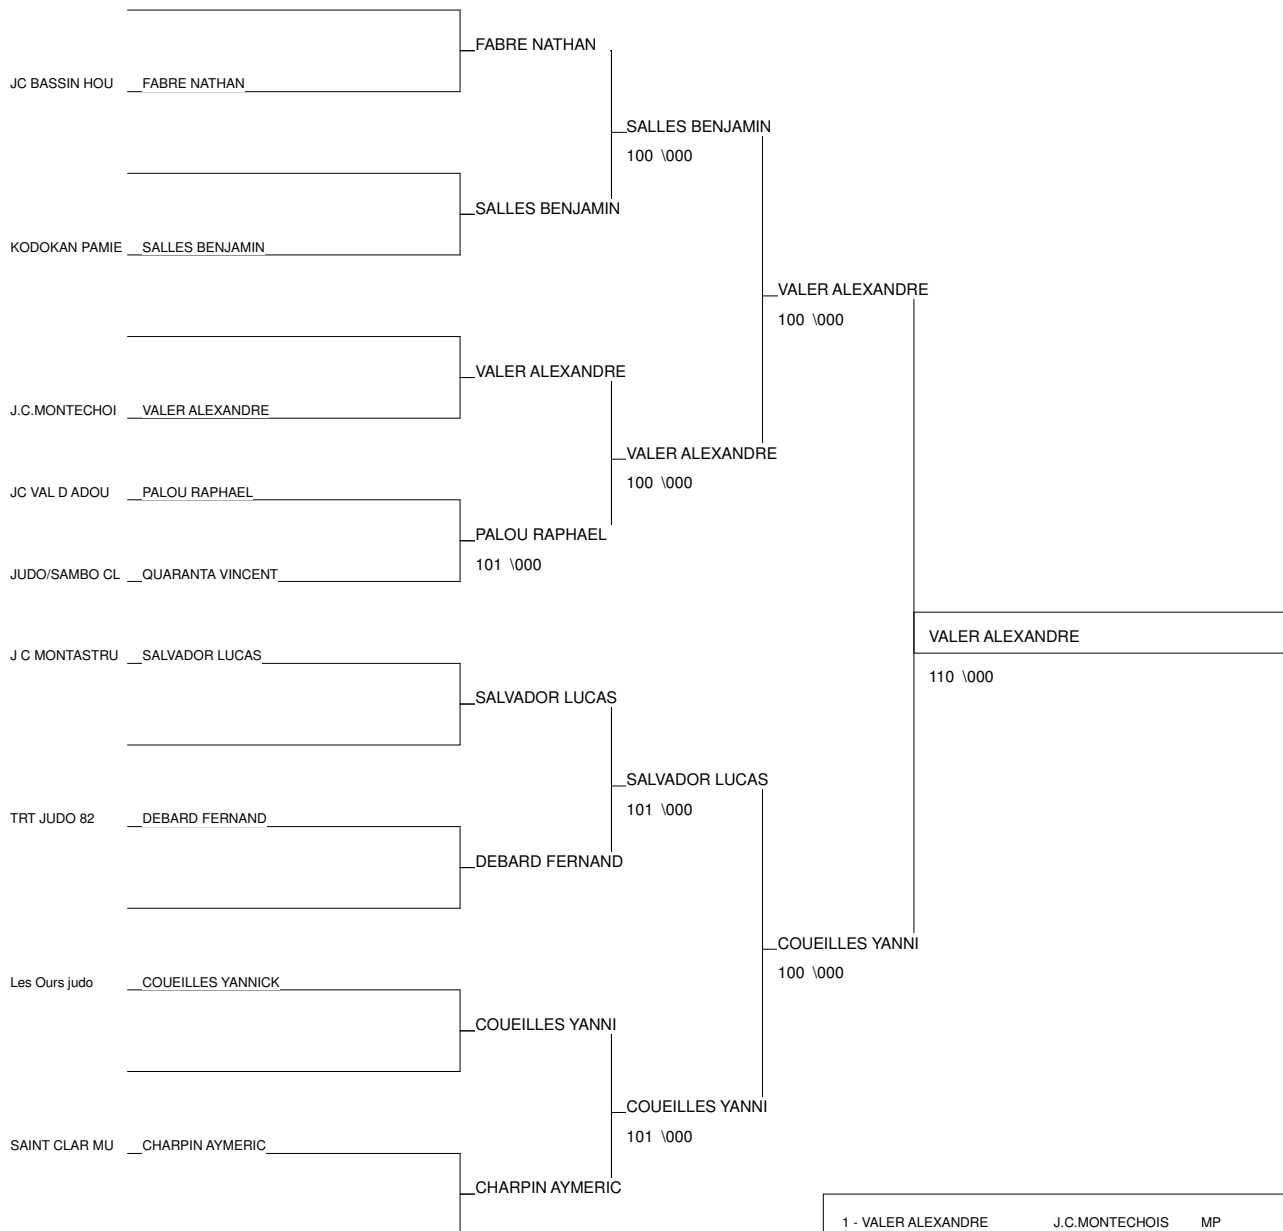 FABRE NATHAN
JC BASSIN HOU FABRE NATHAN
SALLES BENJAMIN
100 \000
SALLES BENJAMIN
KODOKAN PAMIE SALLES BENJAMIN
VALER ALEXANDRE
100 \000
VALER ALEXANDRE
J.C.MONTECHOI VALER ALEXANDRE
VALER ALEXANDRE
100 \000
JC VAL D ADOU PALOU RAPHAEL
PALOU RAPHAEL
101 \000
JUDO/SAMBO CL QUARANTA VINCENT
VALER ALEXANDRE
110 \000
J C MONTASTRU SALVADOR LUCAS
SALVADOR LUCAS
SALVADOR LUCAS
101 \000
TRT JUDO 82 DEBARD FERNAND
DEBARD FERNAND
COUEILLES YANNI
100 \000
Les Ours judo COUEILLES YANNICK
COUEILLES YANNI
COUEILLES YANNI
101 \000
SAINT CLAR MU CHARPIN AYMERIC
CHARPIN AYMERIC
1 - VALER ALEXANDRE J.C.MONTECHOIS MP